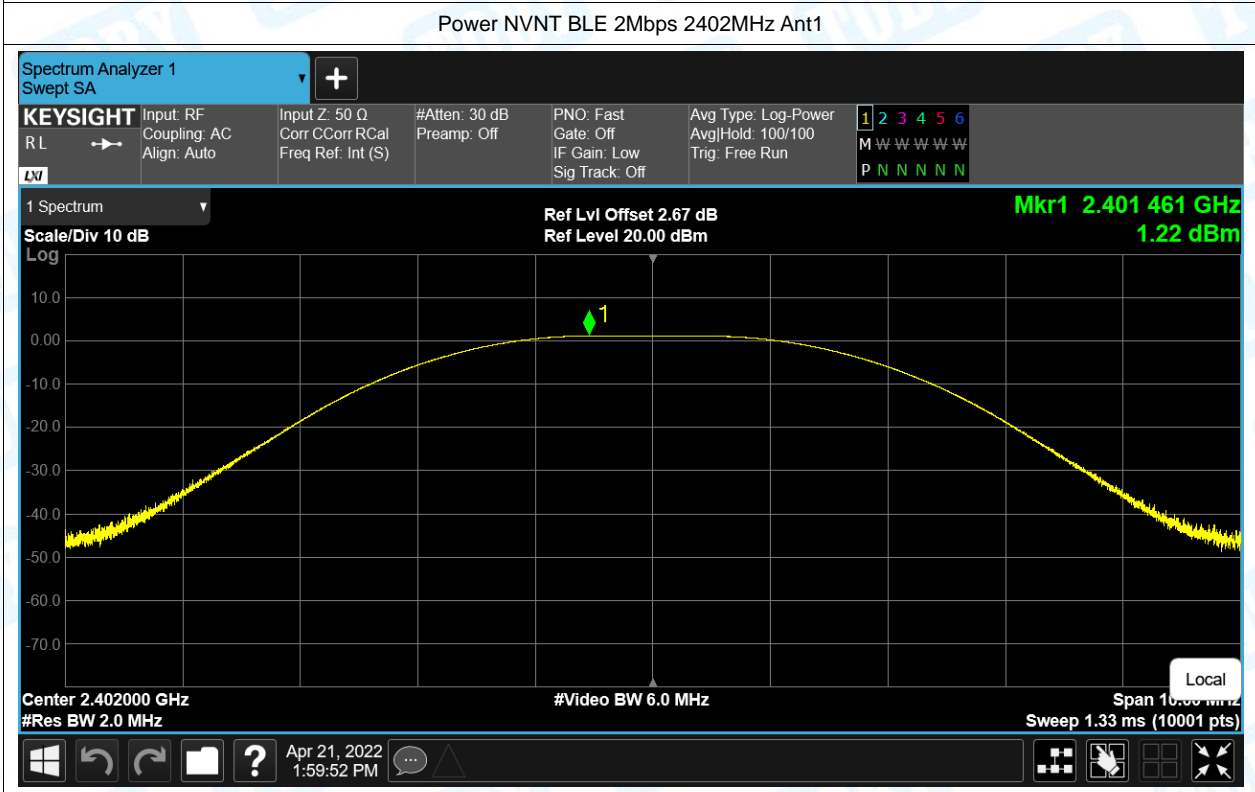 Power NVNT BLE 2Mbps 2402MHz Ant1
Spectrum Analyzer 1
Swept SA
KEYSIGHT
RL
LXI
Input: RF
Coupling: AC
Align: Auto
Input Z: 50 Ω
Corr CCorr RCal
Freq Ref: Int (S)
#Atten: 30 dB
Preamp: Off
PNO: Fast
Gate: Off
IF Gain: Low
Sig Track: Off
Avg Type: Log-Power
Avg|Hold: 100/100
Trig: Free Run
1 2 3 4 5 6
M W W W W W
P N N N N N
1 Spectrum
Scale/Div 10 dB
Log
Ref Lvl Offset 2.67 dB
Ref Level 20.00 dBm
Mkr1 2.401 461 GHz
1.22 dBm
1
10.0
0.00
-10.0
-20.0
-30.0
-40.0
-50.0
-60.0
-70.0
Local
Center 2.402000 GHz
#Video BW 6.0 MHz
Span 10.00 MHz
#Res BW 2.0 MHz
Sweep 1.33 ms (10001 pts)
?
Apr 21, 2022
1:59:52 PM